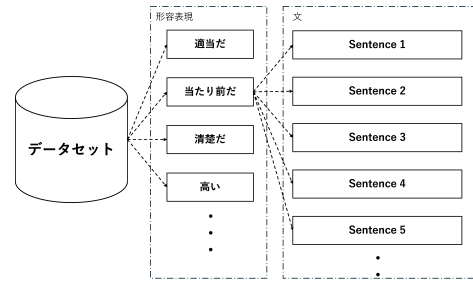 形容表現
文
適当だ
Sentence 1
当たり前だ
Sentence 2
データセット
清楚だ
Sentence 3
高い
Sentence 4
Sentence 5